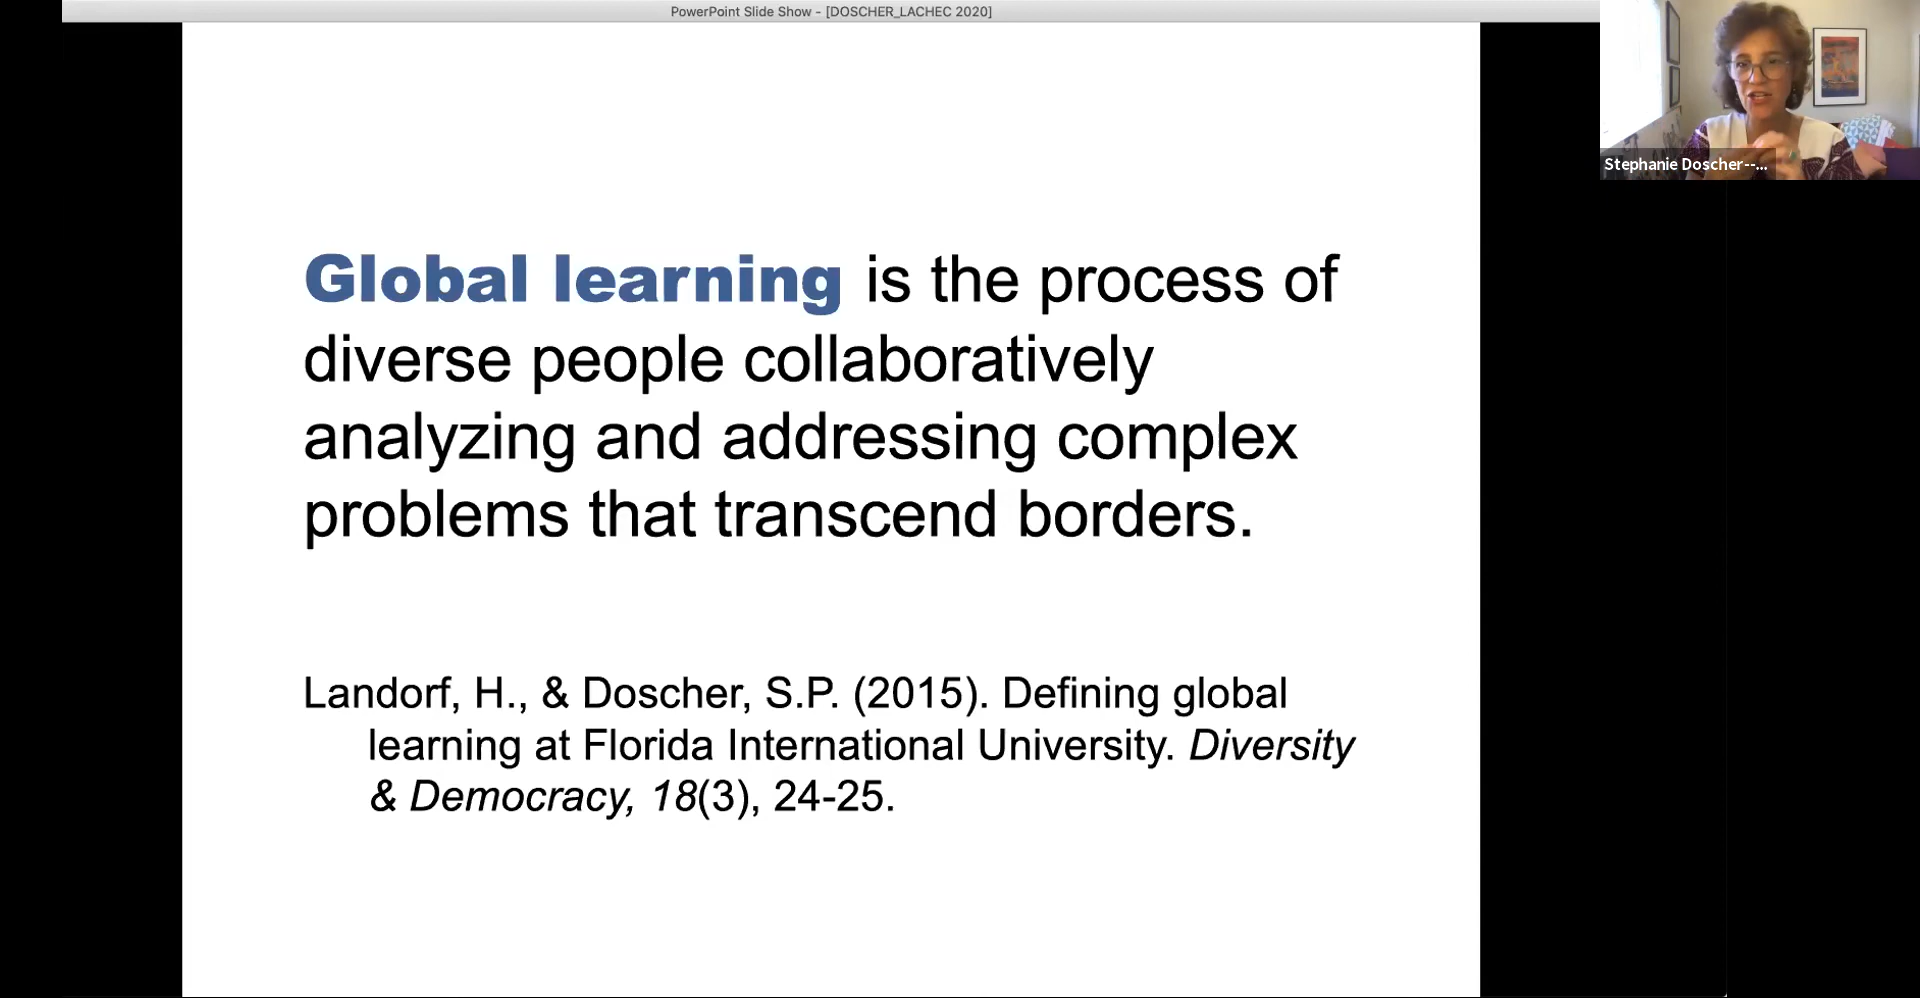 PowerPoint Slide Show - [DOSCHER_LACHEC 2020]
Stephanie Doscher--...
Global learning is the process of
diverse people collaboratively
analyzing and addressing complex
problems that transcend borders.
Landorf, H., & Doscher, S.P. (2015). Defining global
learning at Florida International University. Diversity
& Democracy, 18(3), 24-25.